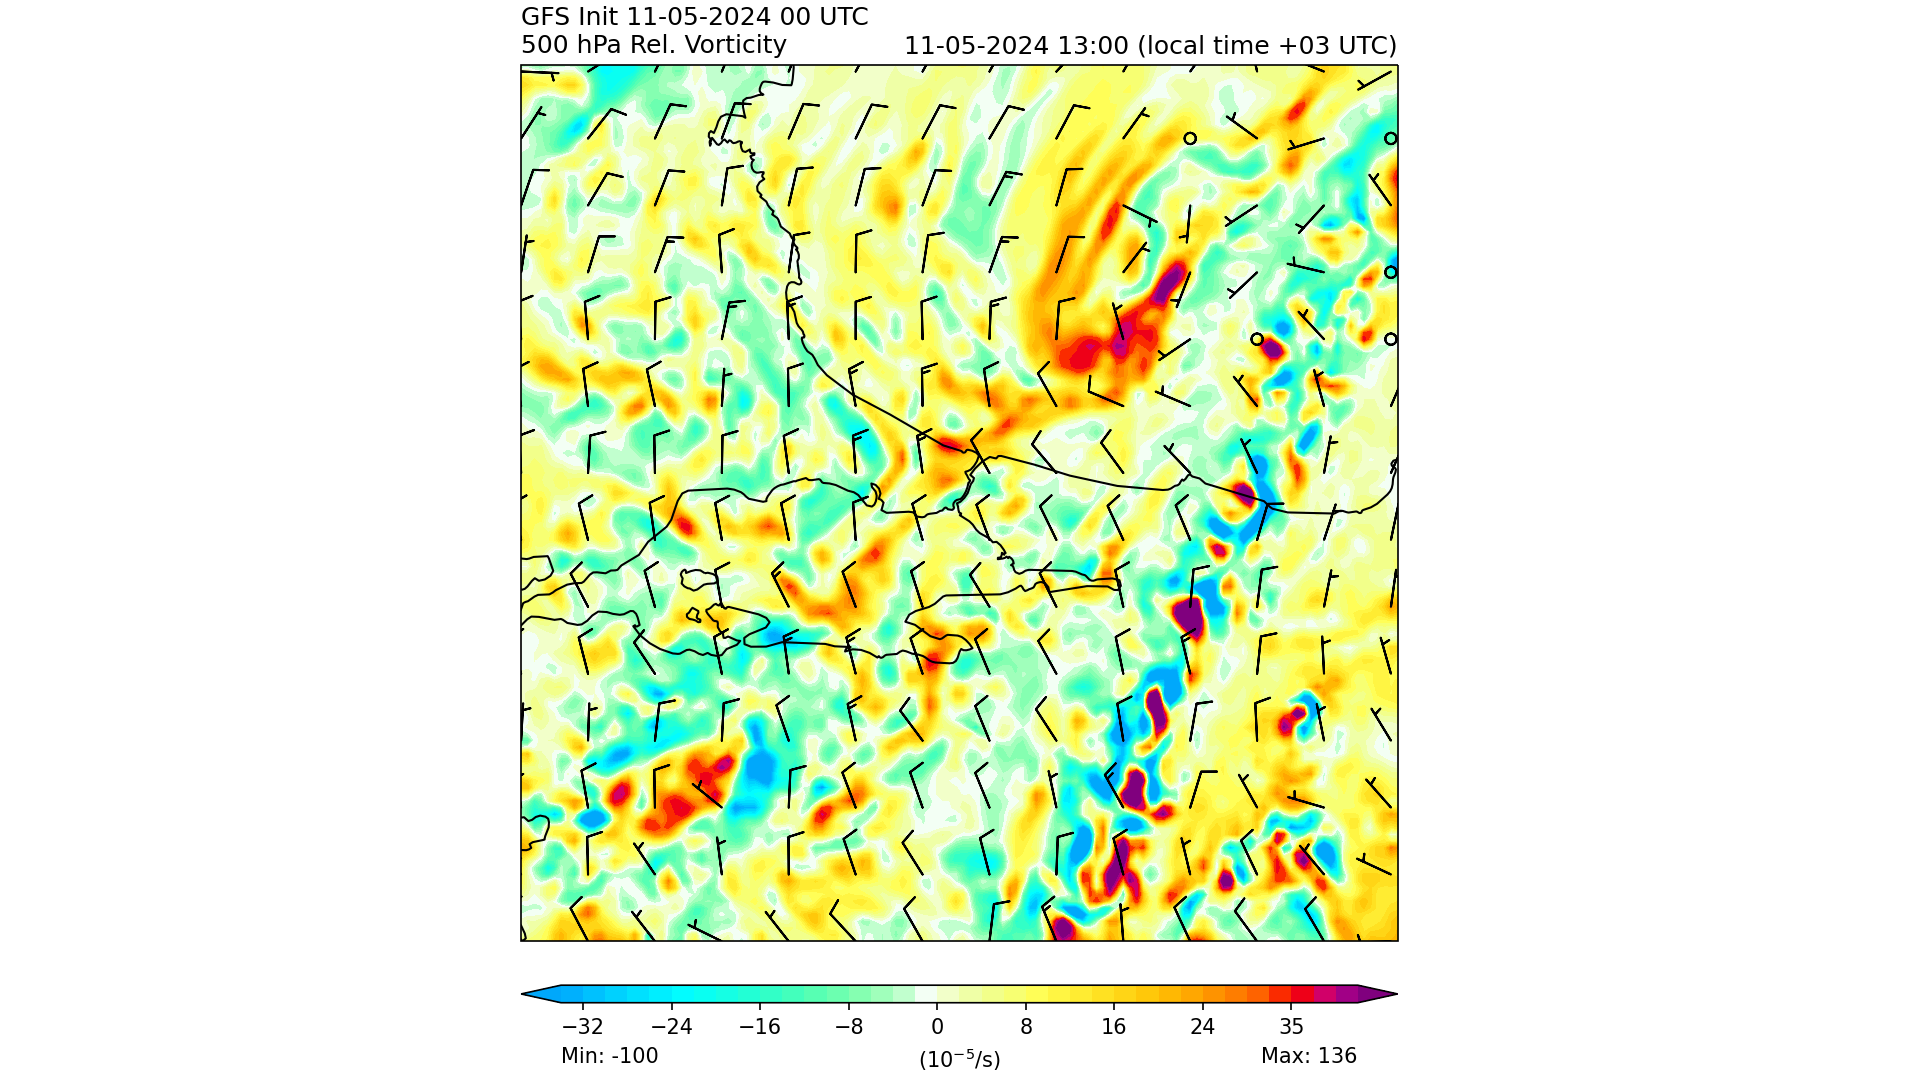 GFS Init 11-05-2024 00 UTC
500 hPa Rel. Vorticity
11-05-2024 13:00 (local time +03 UTC)
−32 −24 −16 −8 0 8 16 24 35
Min: -100 (10⁻⁵/s) Max: 136